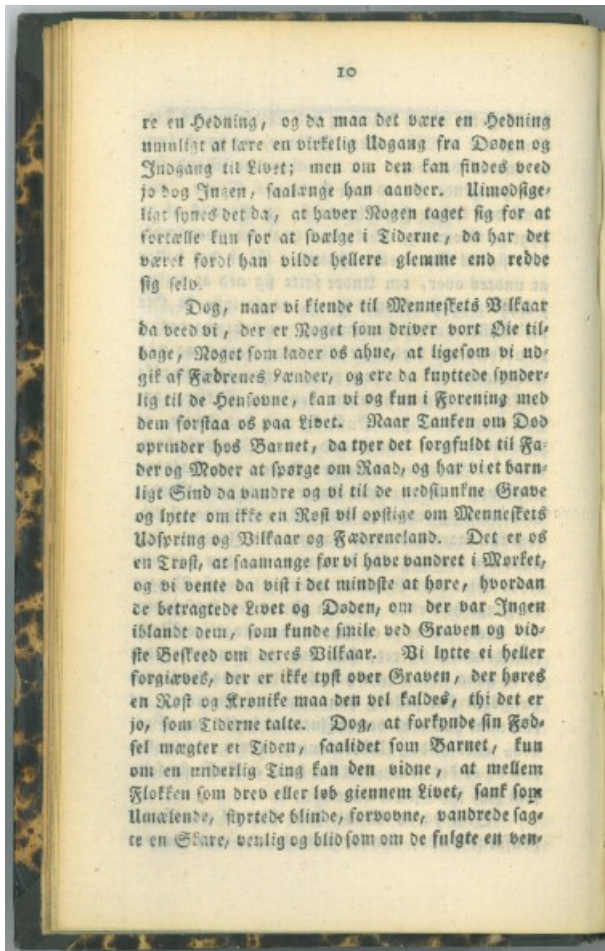 10
re en Hedning, og da maa det være en Hedning
umuligt at lære en virkelig Udgang fra Døden og
Indgang til Livet; men om den kan findes veed
jo dog Ingen, saalænge han aander. Uimodsige-
ligt synes det da, at haver Nogen taget sig for at
fortælle kun for at svælge i Tiderne, da har det
været fordi han vilde hellere glemme end redde
sig selv.
Dog, naar vi kiende til Menneskets Vilkaar
da veed vi, der er Noget som driver vort Øie til-
bage, Noget som lader os ahne, at ligesom vi ud-
gik af Fædrenes Lænder, og ere da knyttede synder-
lig til de Hensovne, kan vi og kun i Forening med
dem forstaa os paa Livet. Naar Tanken om Død
oprinder hos Barnet, da tyer det sorgfuldt til Fa-
der og Moder at spørge om Raad, og har vi et barn-
ligt Sind da vandre og vi til de nedsiunkne Grave
og lytte om ikke en Røst vil opstige om Menneskets
Udspring og Vilkaar og Fædreneland. Det er os
en Trøst, at saamange før vi have vandret i Mørket,
og vi vente da vist i det mindste at høre, hvordan
de betragtede Livet og Døden, om der var Ingen
iblandt dem, som kunde smile ved Graven og vid-
ste Beskeed om deres Vilkaar. Vi lytte ei heller
forgiæves, der er ikke tyst over Graven, der høres
en Røst og Krønike maa den vel kaldes, thi det er
jo, som Tiderne talte. Dog, at forkynde sin Fød-
sel mægter ei Tiden, saalidet som Barnet, kun
om en underlig Ting kan den vidne, at mellem
Flokken som drev eller løb giennem Livet, sank som
Umælende, styrtede blinde, forvovne, vandrede sag-
te en Skare, venlig og blid som om de fulgte en ven-